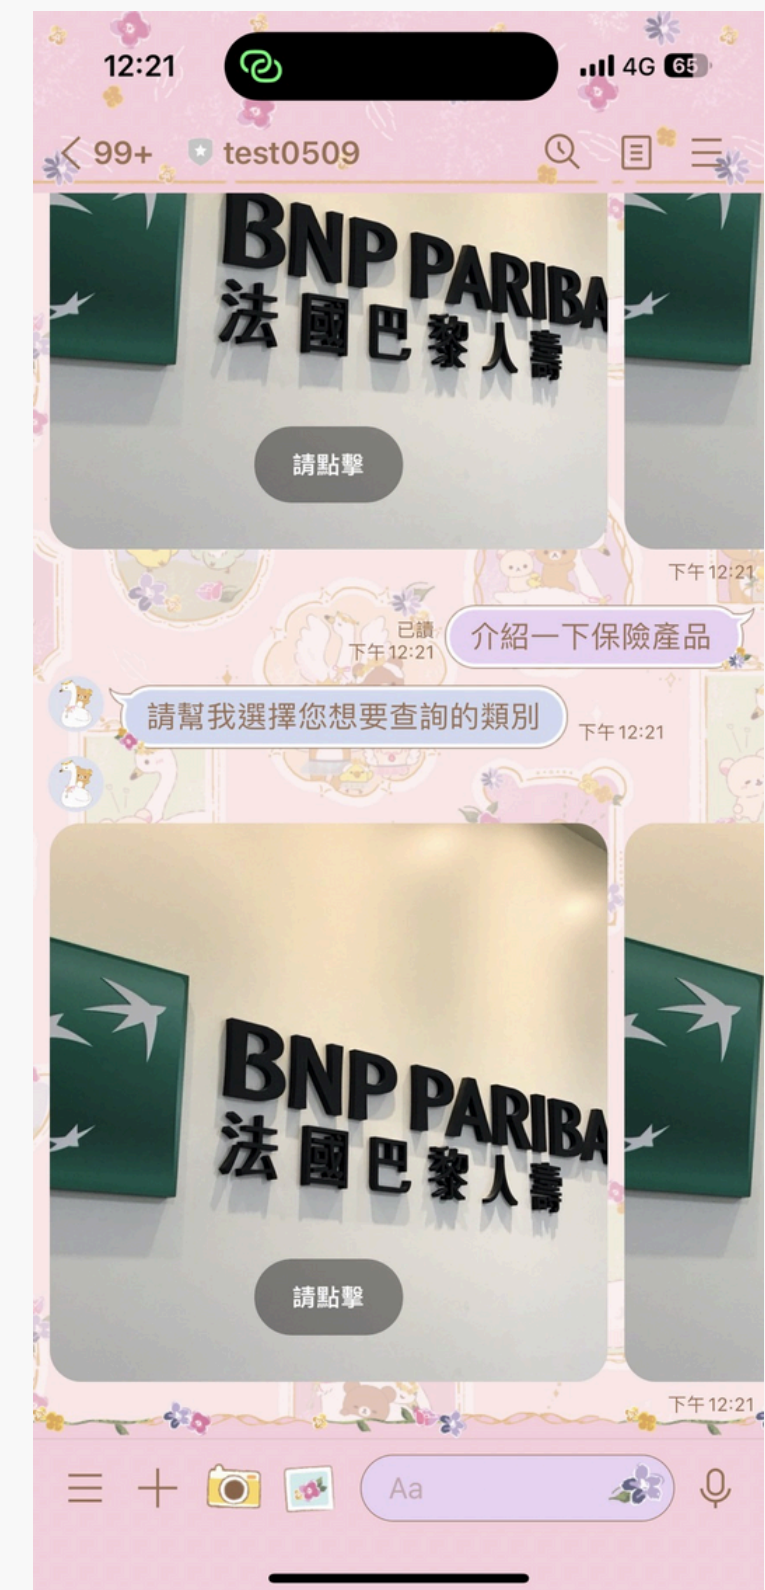 12:21
4G 65
99+ test0509
BNP PARIBA
法國巴黎人壽
請點擊
下午12:21
已讀
下午12:21
介紹一下保險產品
請幫我選擇您想要查詢的類別
下午12:21
BNP PARIBA
法國巴黎人壽
請點擊
下午12:21
Aa